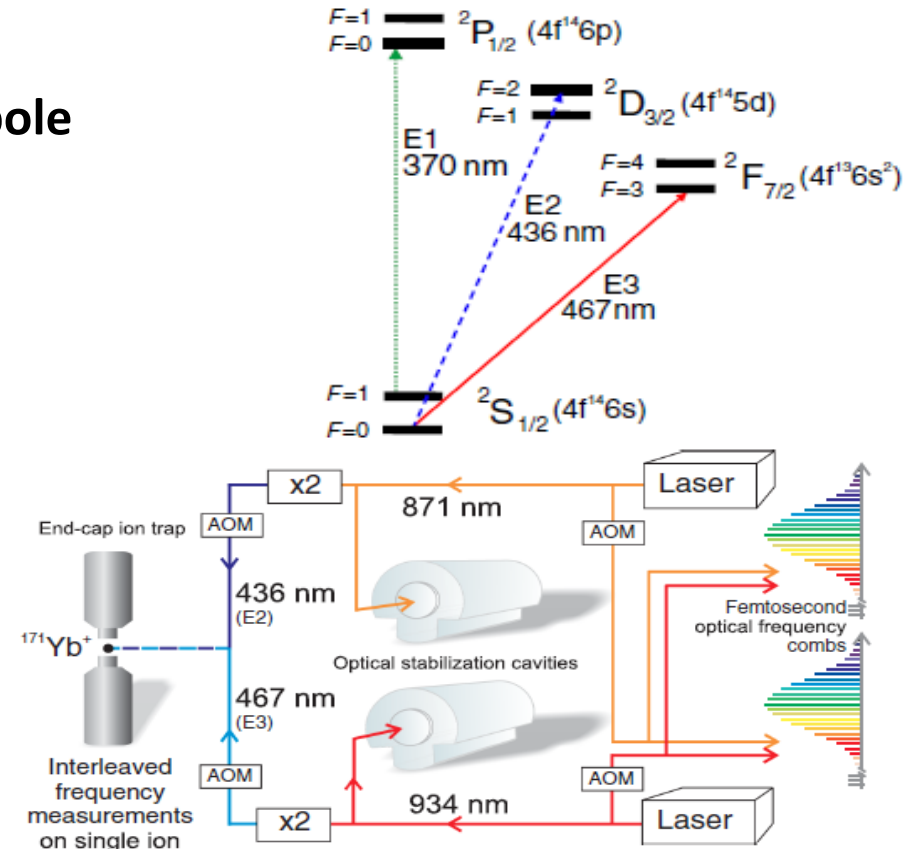 pole
F=1
F=0
²P₁/₂ (4f¹⁴6p)
F=2
F=1
²D₃/₂ (4f¹⁴5d)
F=4
F=3
²F₇/₂ (4f¹³6s²)
E1
370 nm
E2
436 nm
E3
467nm
F=1
F=0
²S₁/₂ (4f¹⁴6s)
x2
871 nm
Laser
AOM
AOM
End-cap ion trap
436 nm
(E2)
¹⁷¹Yb⁺
Femtosecond
optical frequency
combs
Optical stabilization cavities
467 nm
(E3)
Interleaved
frequency
measurements
on single ion
AOM
x2
934 nm
AOM
Laser